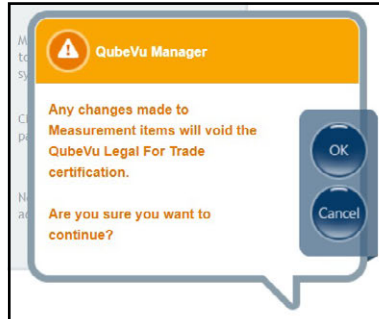 QubeVu Manager
Any changes made to
Measurement items will void the
QubeVu Legal For Trade
certification.
Are you sure you want to
continue?
OK
Cancel